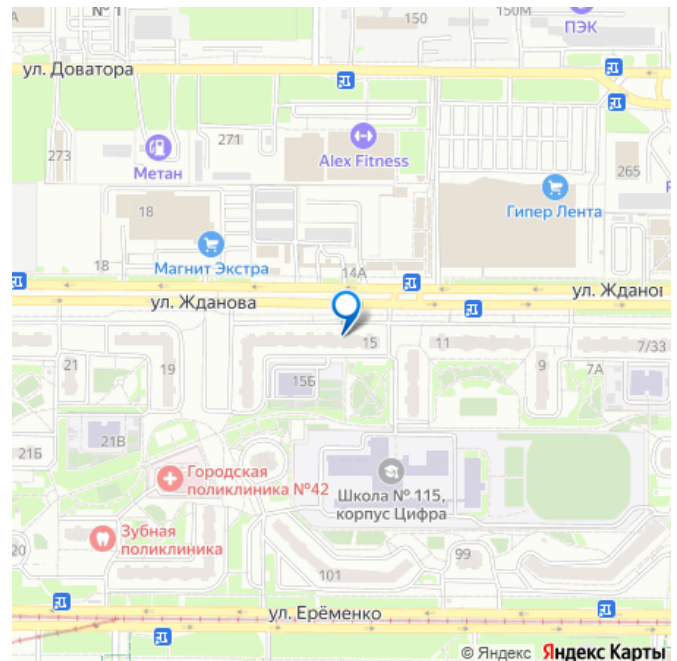 150
150М
№ 1
ПЭК
ул. Доватора
273
271
Метан
Alex Fitness
265
18
Гипер Лента
18
Магнит Экстра
14А
ул. Жданова
ул. Ждано
15
11
7/33
21
19
15Б
9
7А
21Б
21В
Городская
поликлиника №42
Школа № 115,
корпус Цифра
Зубная
поликлиника
20
99
101
ул. Ерёменко
© Яндекс Яндекс Карты